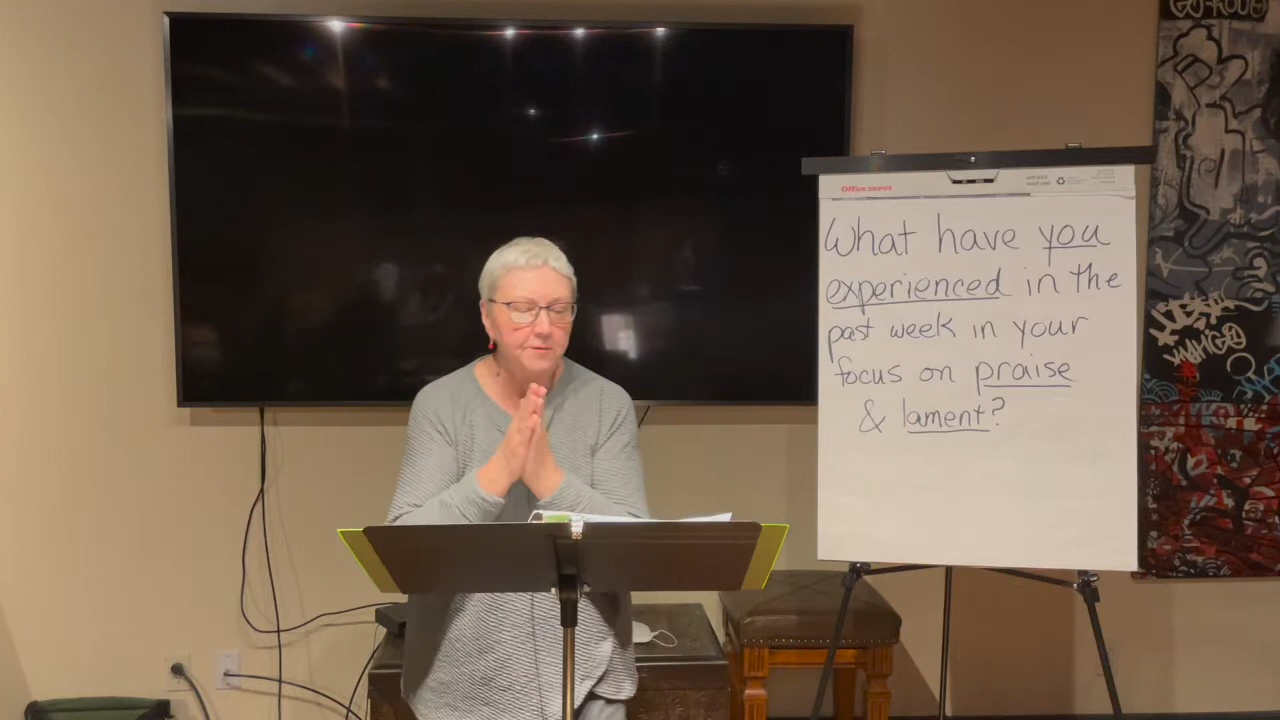 Office DEPOT
What have you
experienced in the
past week in your
focus on praise
& lament?